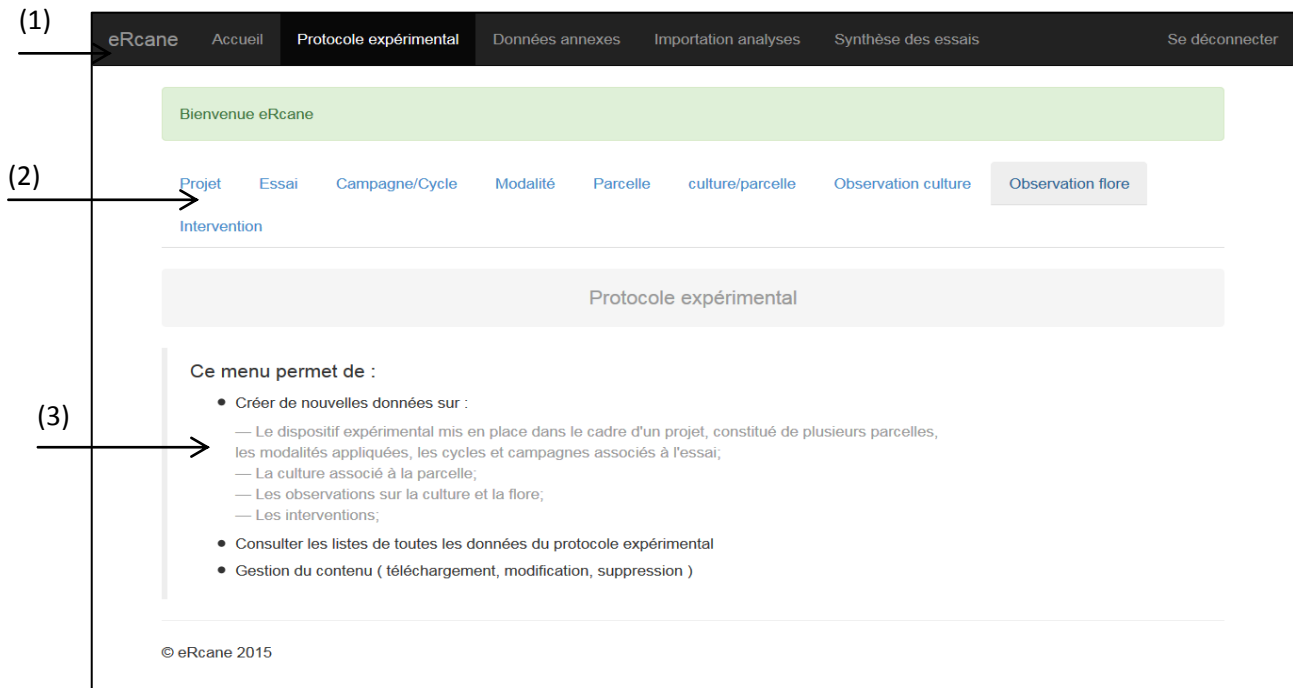 (1)
eRcane Accueil Protocole expérimental Données annexes Importation analyses Synthèse des essais Se déconnecter
Bienvenue eRcane
(2)
Projet Essai Campagne/Cycle Modalité Parcelle culture/parcelle Observation culture Observation flore
Intervention
Protocole expérimental
Ce menu permet de :
• Créer de nouvelles données sur :
(3)
— Le dispositif expérimental mis en place dans le cadre d'un projet, constitué de plusieurs parcelles,
les modalités appliquées, les cycles et campagnes associés à l'essai;
— La culture associé à la parcelle;
— Les observations sur la culture et la flore;
— Les interventions;
• Consulter les listes de toutes les données du protocole expérimental
• Gestion du contenu ( téléchargement, modification, suppression )
© eRcane 2015